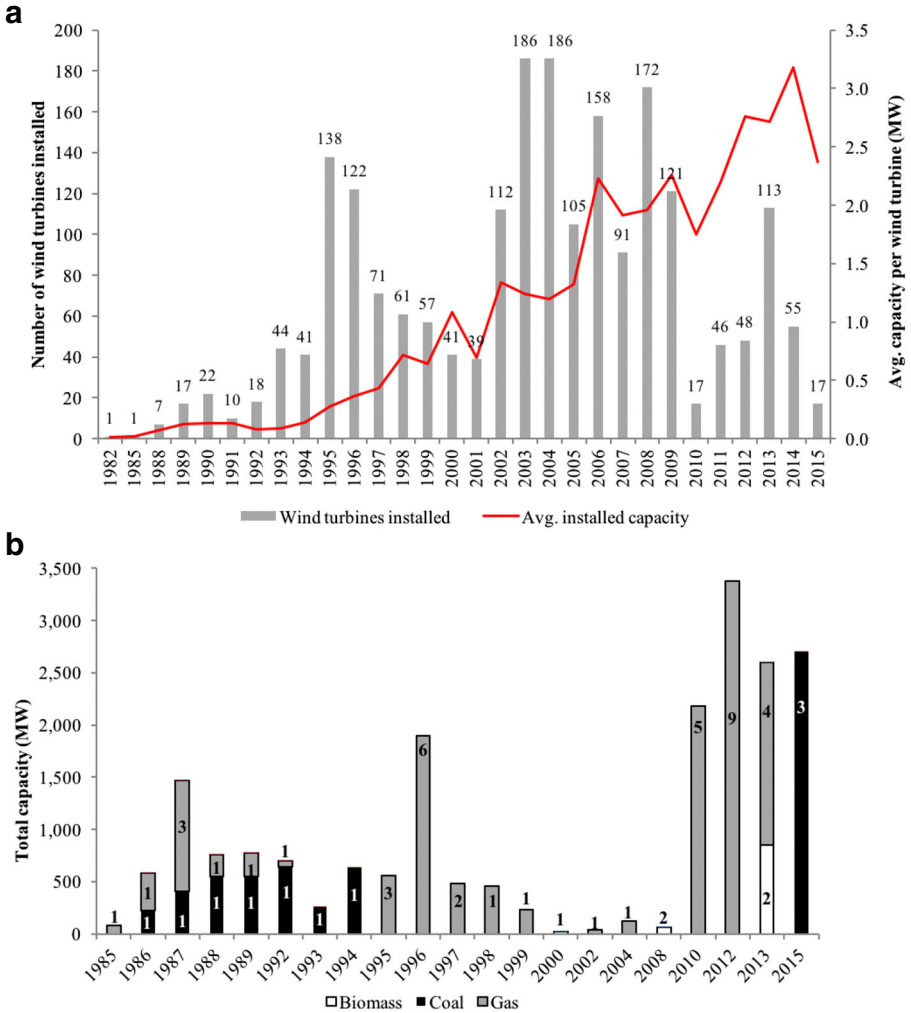 a
Number of wind turbines installed
Avg. capacity per wind turbine (MW)
200
180
160
140
120
100
80
60
40
20
0
3.5
3.0
2.5
2.0
1.5
1.0
0.5
0.0
1 1 7 17 22 10 18 44 41 138 122 71 61 57 41 39 112 186 186 105 158 91 172 121 17 46 48 113 55 17
1982 1985 1988 1989 1990 1991 1992 1993 1994 1995 1996 1997 1998 1999 2000 2001 2002 2003 2004 2005 2006 2007 2008 2009 2010 2011 2012 2013 2014 2015
Wind turbines installed Avg. installed capacity
b
Total capacity (MW)
3,500
3,000
2,500
2,000
1,500
1,000
500
0
1 1 1 3 1 1 1 1 1 1 1 1 1 3 6 2 1 1 1 1 1 2 5 9 4 2 3
1985 1986 1987 1988 1989 1992 1993 1994 1995 1996 1997 1998 1999 2000 2002 2004 2008 2010 2012 2013 2015
Biomass Coal Gas